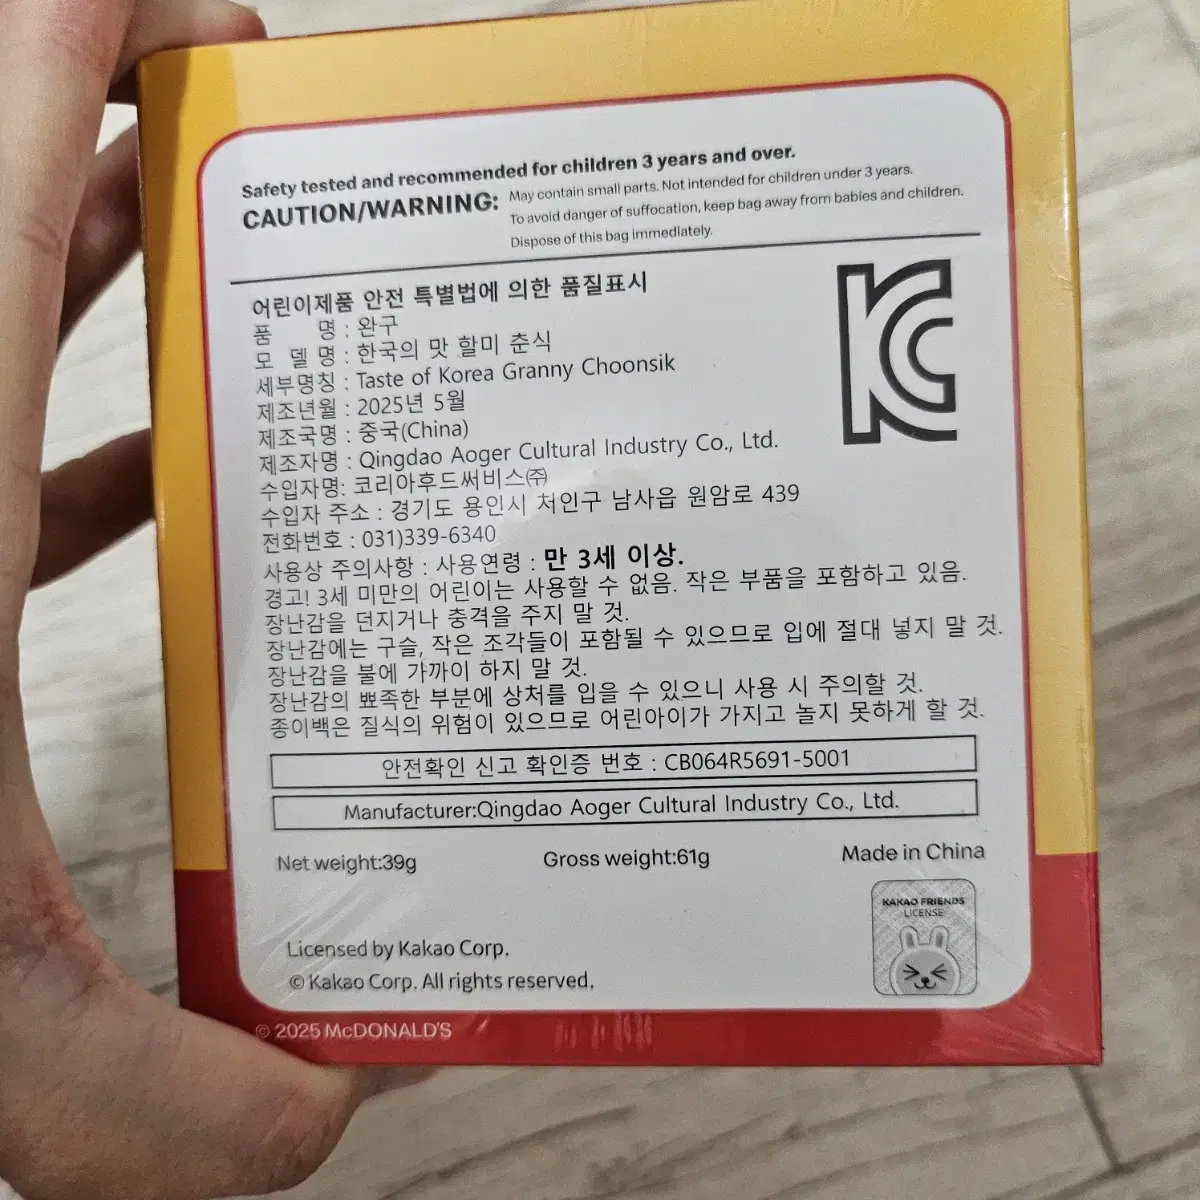 Safety tested and recommended for children 3 years and over.
CAUTION/WARNING: May contain small parts. Not intended for children under 3 years.
To avoid danger of suffocation, keep bag away from babies and children.
Dispose of this bag immediately.
어린이제품 안전 특별법에 의한 품질표시
품 명 : 완구
모 델 명 : 한국의 맛 할미 춘식
세부명칭 : Taste of Korea Granny Choonsik
제조년월 : 2025년 5월
제조국명 : 중국(China)
제조자명 : Qingdao Aoger Cultural Industry Co., Ltd.
수입자명: 코리아후드써비스㈜
수입자 주소 : 경기도 용인시 처인구 남사읍 원암로 439
전화번호 : 031)339-6340
사용상 주의사항 : 사용연령 : 만 3세 이상.
경고! 3세 미만의 어린이는 사용할 수 없음. 작은 부품을 포함하고 있음.
장난감을 던지거나 충격을 주지 말 것.
장난감에는 구슬, 작은 조각들이 포함될 수 있으므로 입에 절대 넣지 말 것.
장난감을 불에 가까이 하지 말 것.
장난감의 뾰족한 부분에 상처를 입을 수 있으니 사용 시 주의할 것.
종이백은 질식의 위험이 있으므로 어린아이가 가지고 놀지 못하게 할 것.
KC
안전확인 신고 확인증 번호 : CB064R5691-5001
Manufacturer:Qingdao Aoger Cultural Industry Co., Ltd.
Net weight:39g Gross weight:61g Made in China
KAKAO FRIENDS
LICENSE
Licensed by Kakao Corp.
© Kakao Corp. All rights reserved.
© 2025 McDONALD'S